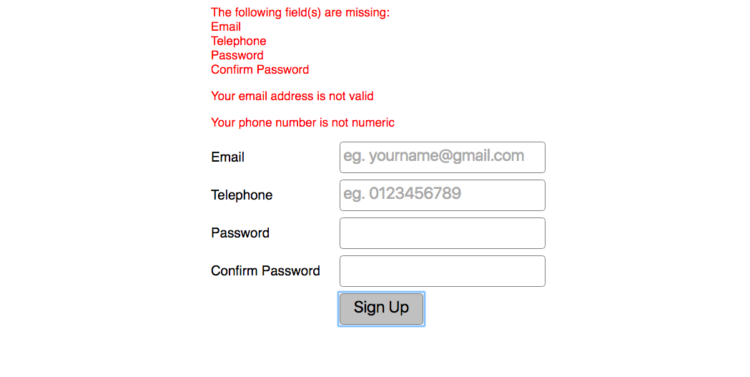 The following field(s) are missing:
Email
Telephone
Password
Confirm Password
Your email address is not valid
Your phone number is not numeric
Email eg. yourname@gmail.com
Telephone eg. 0123456789
Password
Confirm Password
Sign Up